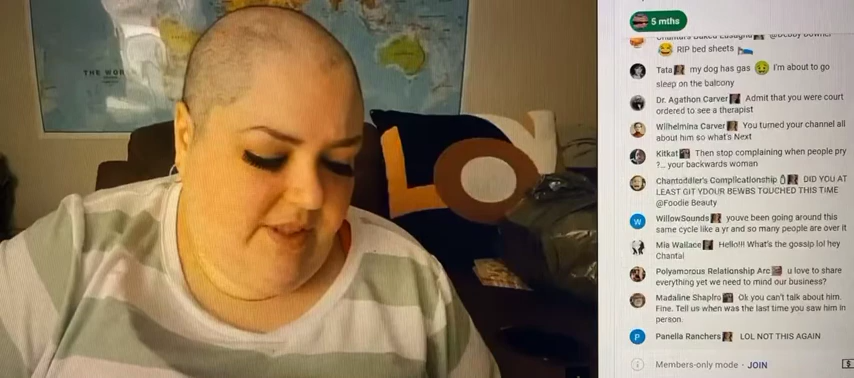 THE WOR
LO
5 mths
RIP bed sheets
Tata my dog has gas I'm about to go
sleep on the balcony
Dr. Agathon Carver Admit that you were court
ordered to see a therapist
Wilhelmina Carver You turned your channel all
about him so what's Next
Kitkat Then stop complaining when people pry
?... your backwards woman
Chantodiler's Complicationship DID YOU AT
LEAST GIT YDOUR BEWBS TOUCHED THIS TIME
@Foodie Beauty
W WillowSounds youve been going around this
same cycle like a yr and so many people are over it
Mia Wallace Hello!!! What's the gossip lol hey
Chantal
Polyamorous Relationship Arc u love to share
everything yet we need to mind our business?
Madaline Shapiro Ok you can't talk about him.
Fine. Tell us when was the last time you saw him in
person.
P Panella Ranchers LOL NOT THIS AGAIN
Members-only mode · JOIN
$